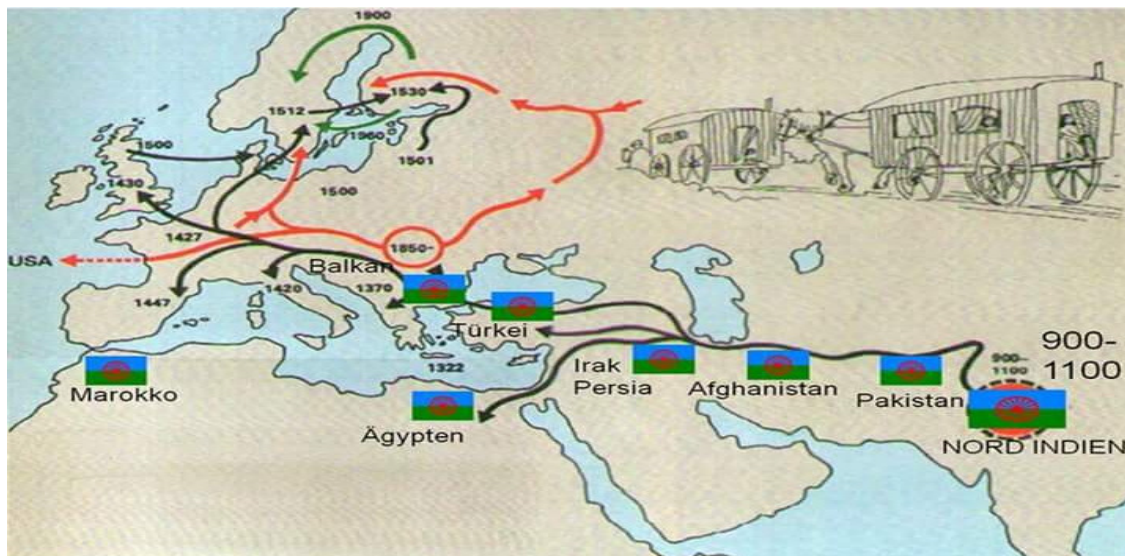 1900
1530
1512
1960
1500
1501
1430
1500
1427
USA
1850-
Balkan
1447
1420
1370
Türkei
1322
Marokko
Ägypten
Irak
Persia
Afghanistan
Pakistan
900-
1100
900-
1100
NORD INDIEN